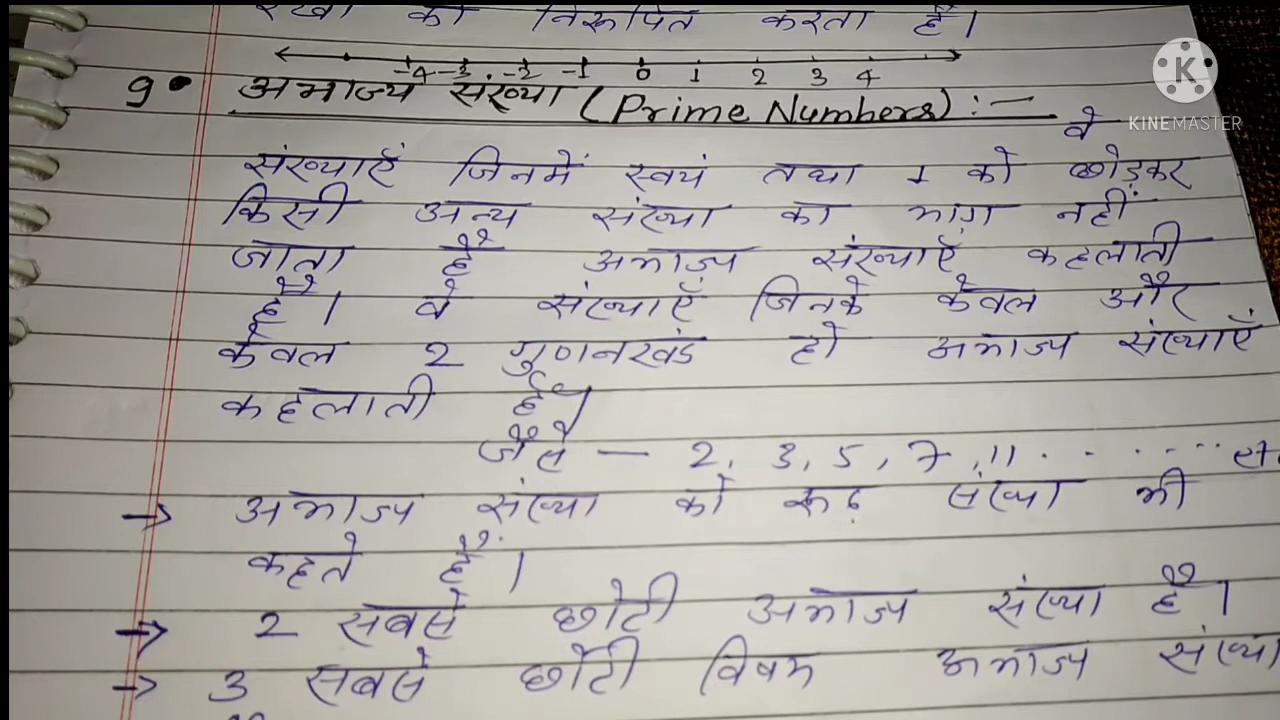 रेखा को निरूपित करता है।
-4 -3 -2 -1 0 1 2 3 4
9• अभाज्य संख्या (Prime Numbers) :—
वे
संख्याएँ जिनमें स्वयं तथा 1 को छोड़कर
किसी अन्य संख्या का भाग नहीं
जाता है अभाज्य संख्याएँ कहलाती
है। वे संख्याएँ जिनके केवल और
केवल 2 गुणनखंड हो अभाज्य संख्याएँ
कहलाती है।
जैसे — 2, 3, 5, 7, 11 . . . . . . . et.
→ अभाज्य संख्या को रूढ़ संख्या भी
कहते हैं।
→ 2 सबसे छोटी अभाज्य संख्या है।
→ 3 सबसे छोटी विषम अभाज्य संख्या
K
KINEMASTER